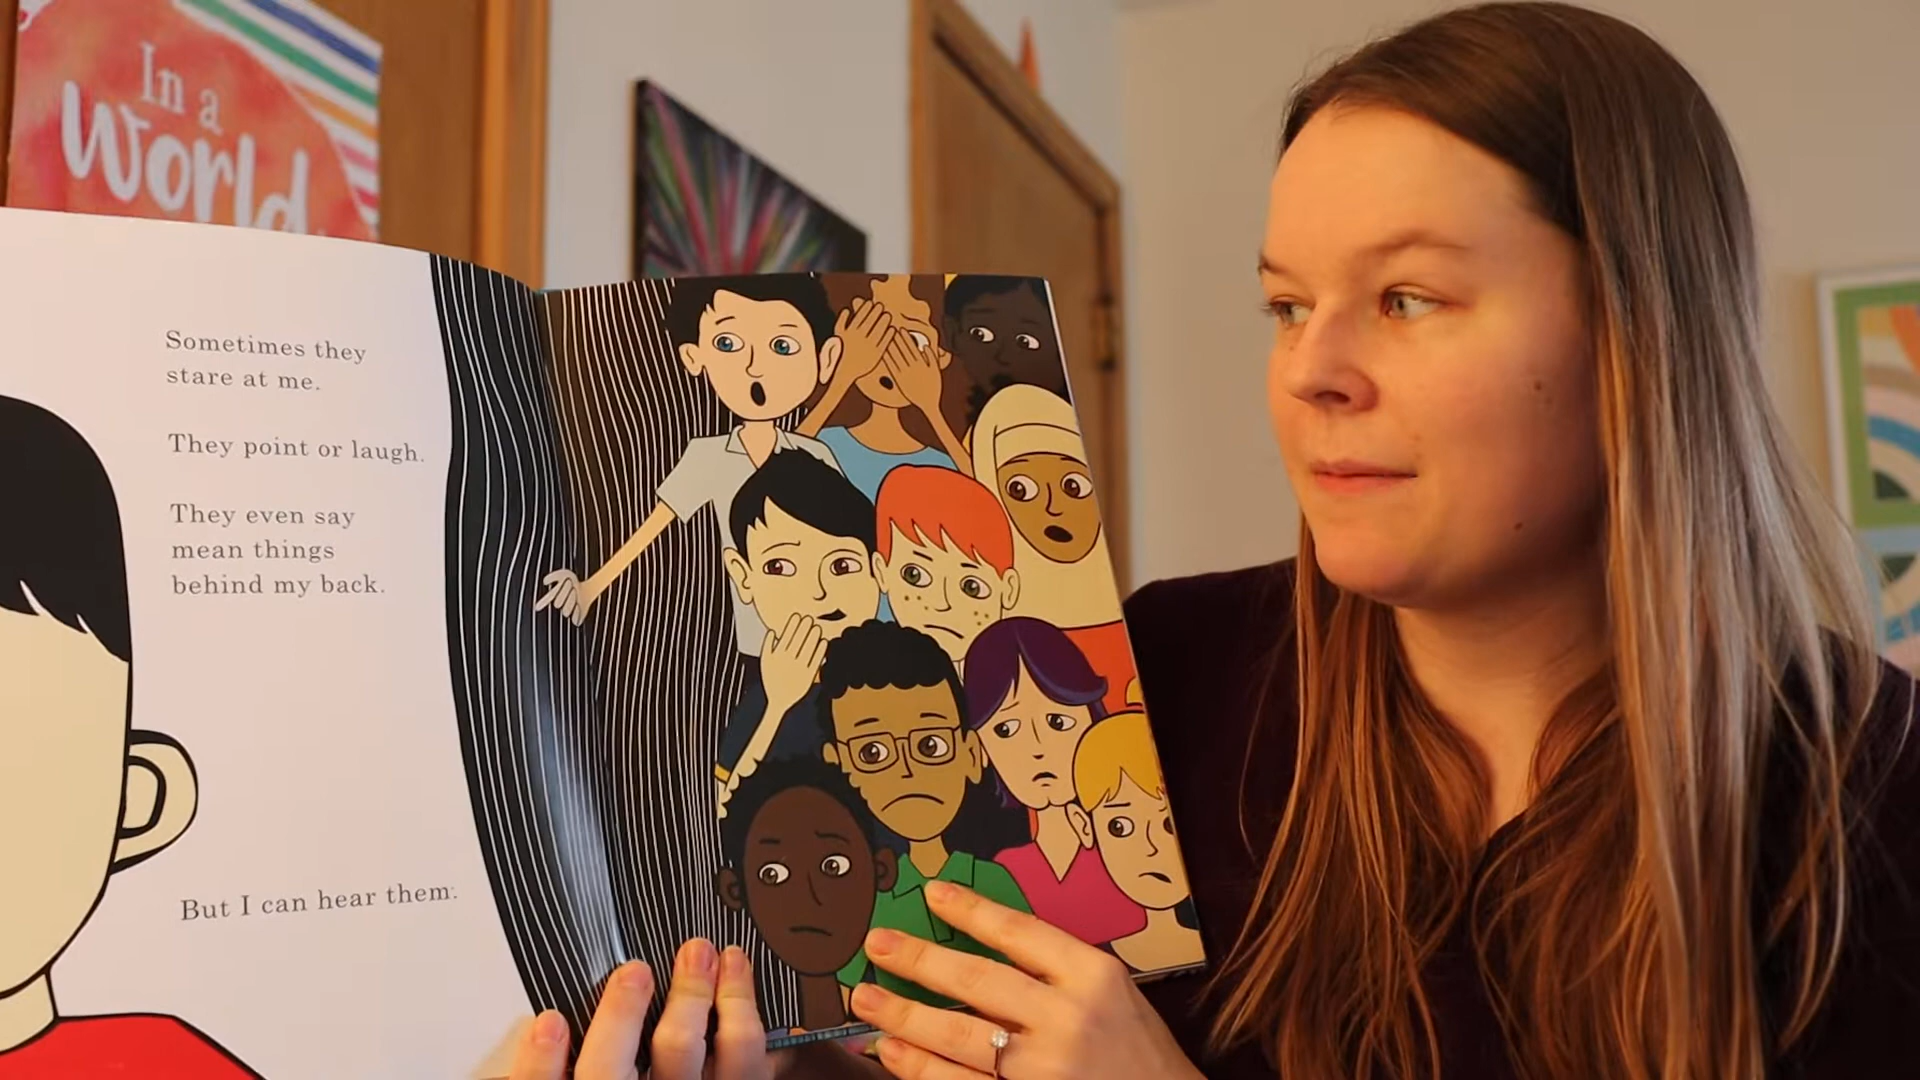 In a
World
Sometimes they
stare at me.
They point or laugh.
They even say
mean things
behind my back.
But I can hear them.